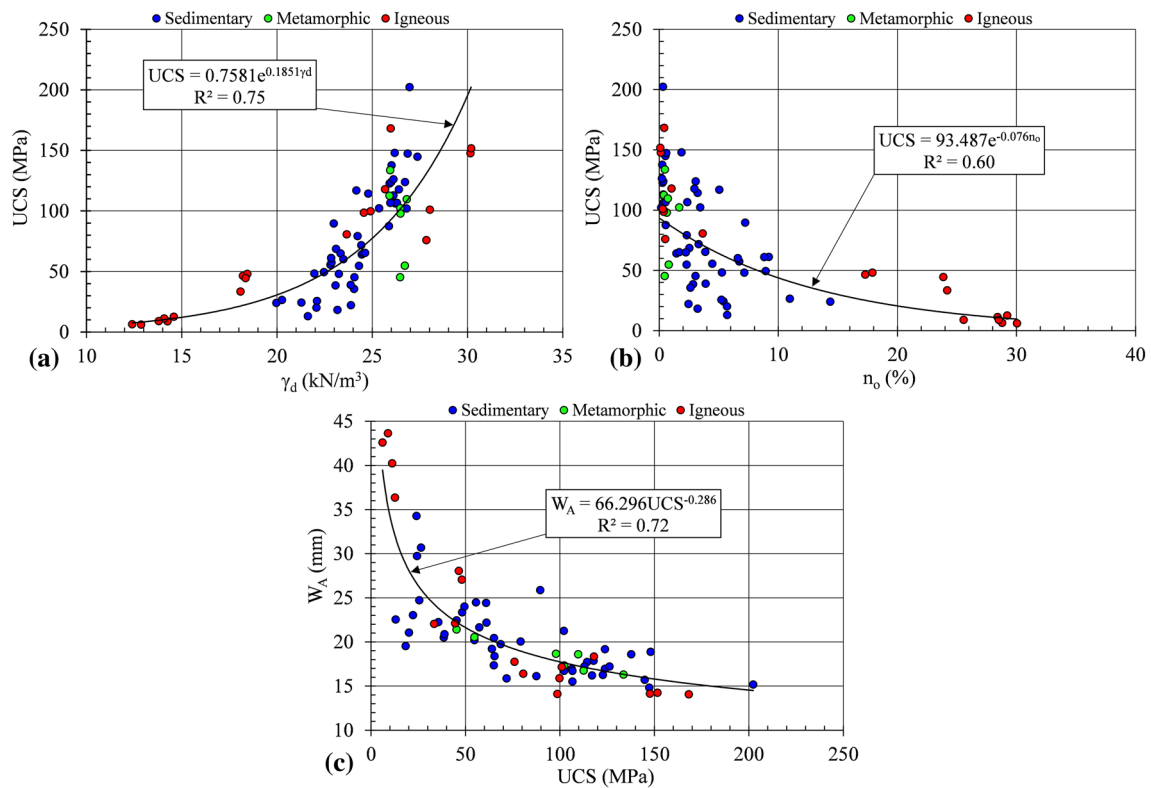 Sedimentary Metamorphic Igneous
250
200
150
100
50
0
UCS (MPa)
UCS = 0.7581e^0.1851γd
R² = 0.75
10 15 20 25 30 35
(a)
γd (kN/m³)
Sedimentary Metamorphic Igneous
250
200
150
100
50
0
UCS (MPa)
UCS = 93.487e^-0.076no
R² = 0.60
0 10 20 30 40
(b)
no (%)
Sedimentary Metamorphic Igneous
45
40
35
30
25
20
15
10
WA (mm)
WA = 66.296UCS^-0.286
R² = 0.72
0 50 100 150 200 250
(c)
UCS (MPa)